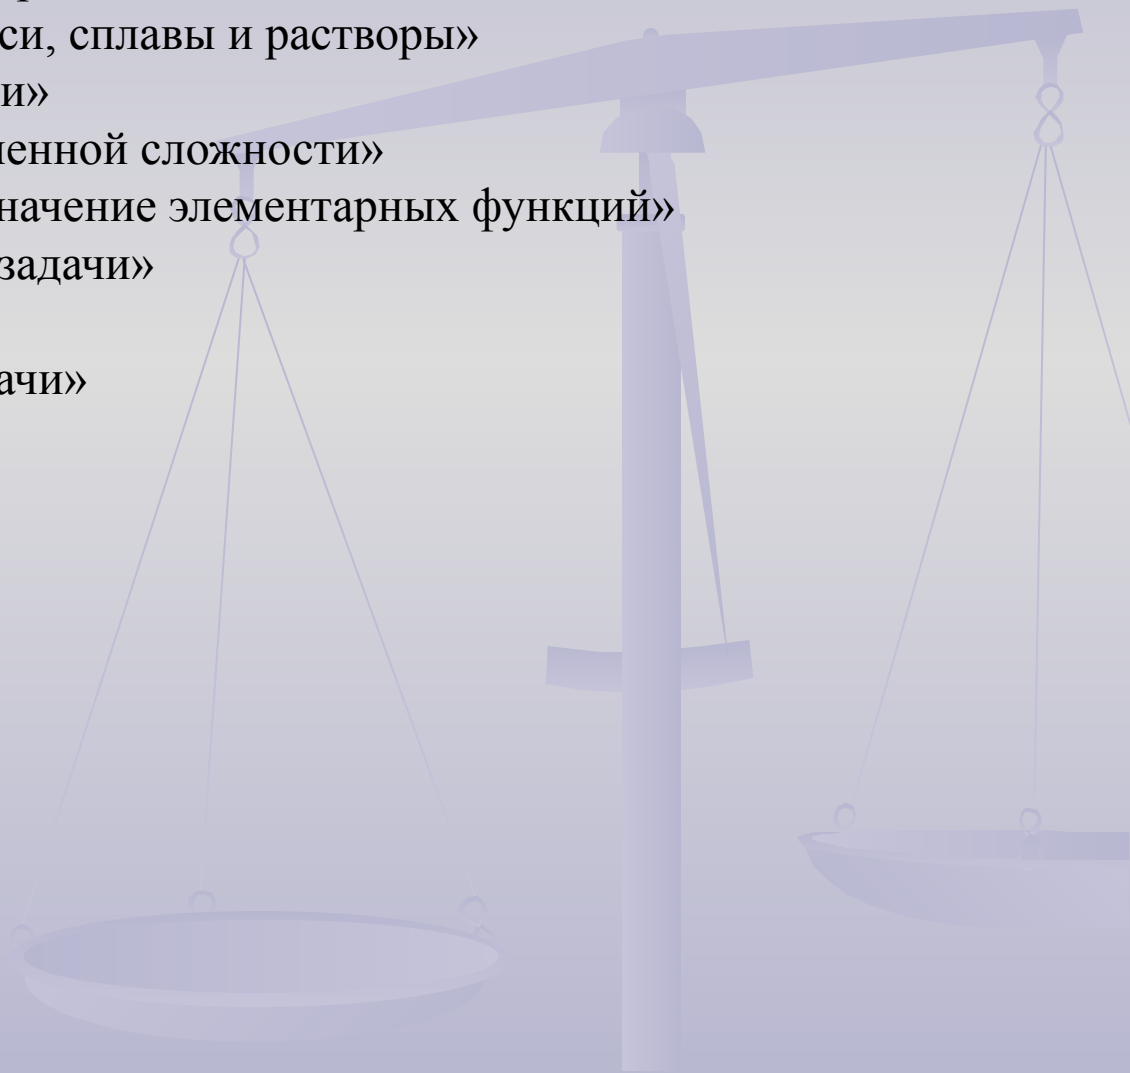 си, сплавы и растворы»
и»
енной сложности»
начение элементарных функций»
задачи»
ачи»